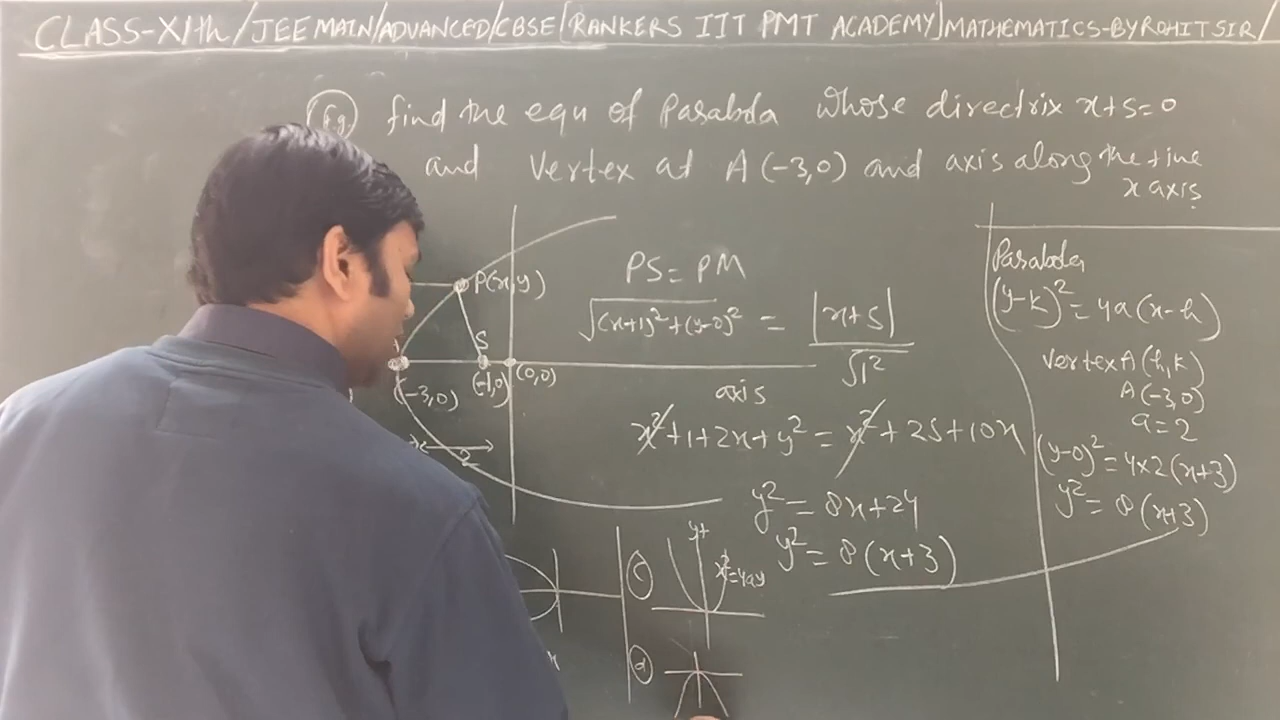 CLASS-XIth/JEE MAIN/ADVANCED/CBSE[RANKERS IIT PMT ACADEMY]MATHEMATICS-BY ROHIT SIR/
Eg find the equ of Parabola whose directrix x+5=0
and vertex at A(-3,0) and axis along the +ive
x axis
P(x,y)
S
(-3,0) (-1,0) (0,0)
axis
2
PS=PM
√(x+1)²+(y-0)² = |x+5|/√1²
x²+1+2x+y²=x²+25+10x
y²=8x+24
y²=8(x+3)
Parabola
(y-k)²=4a(x-h)
vertex A(h,k)
A(-3,0)
a=2
(y-0)²=4x2(x+3)
y²=8(x+3)
(c) y+
x²=4ay
(d)